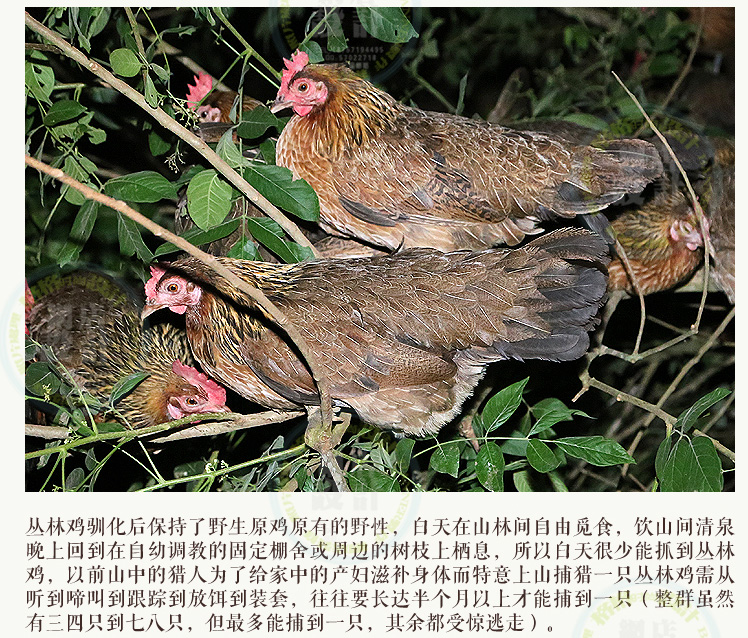 丛林鸡驯化后保持了野生原鸡原有的野性，白天在山林间自由觅食，饮山间清泉
晚上回到在自幼调教的固定棚舍或周边的树枝上栖息，所以白天很少能抓到丛林
鸡，以前山中的猎人为了给家中的产妇滋补身体而特意上山捕猎一只丛林鸡需从
听到啼叫到跟踪到放饵到装套，往往要长达半个月以上才能捕到一只（整群虽然
有三四只到七八只，但最多能捕到一只，其余都受惊逃走）。